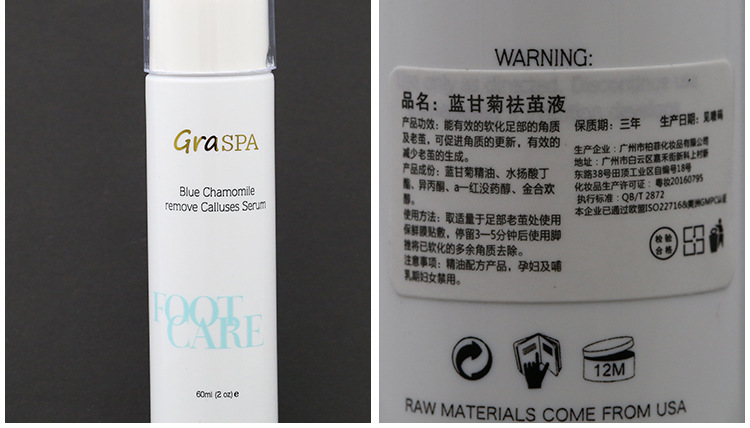 GraSPA
Blue Chamomile
remove Calluses Serum
FOOT
CARE
60ml (2 oz) e
WARNING:
品名：蓝甘菊祛茧液
产品功效：能有效的软化足部的角质
及老茧，可促进角质的更新，有效的
减少老茧的生成。
产品成份：蓝甘菊精油、水扬酸丁
酯、异丙酮、a一红没药醇、金合欢
醇。
使用方法：取适量于足部老茧处使用
保鲜膜贴敷，停留3—5分钟后使用脚
挫将已软化的多余角质去除。
注意事项：精油配方产品，孕妇及哺
乳期妇女禁用。
保质期：三年 生产日期：见喷码
生产企业：广州市柏菲化妆品有限公司
地址：广州市白云区嘉禾街新科上村新
东路38号田顶工业区自编号18号
化妆品生产许可证：粤妆20160795
执行标准：QB/T 2872
本企业已通过欧盟ISO22716&美洲GMPC认证
检验
合格
12M
RAW MATERIALS COME FROM USA